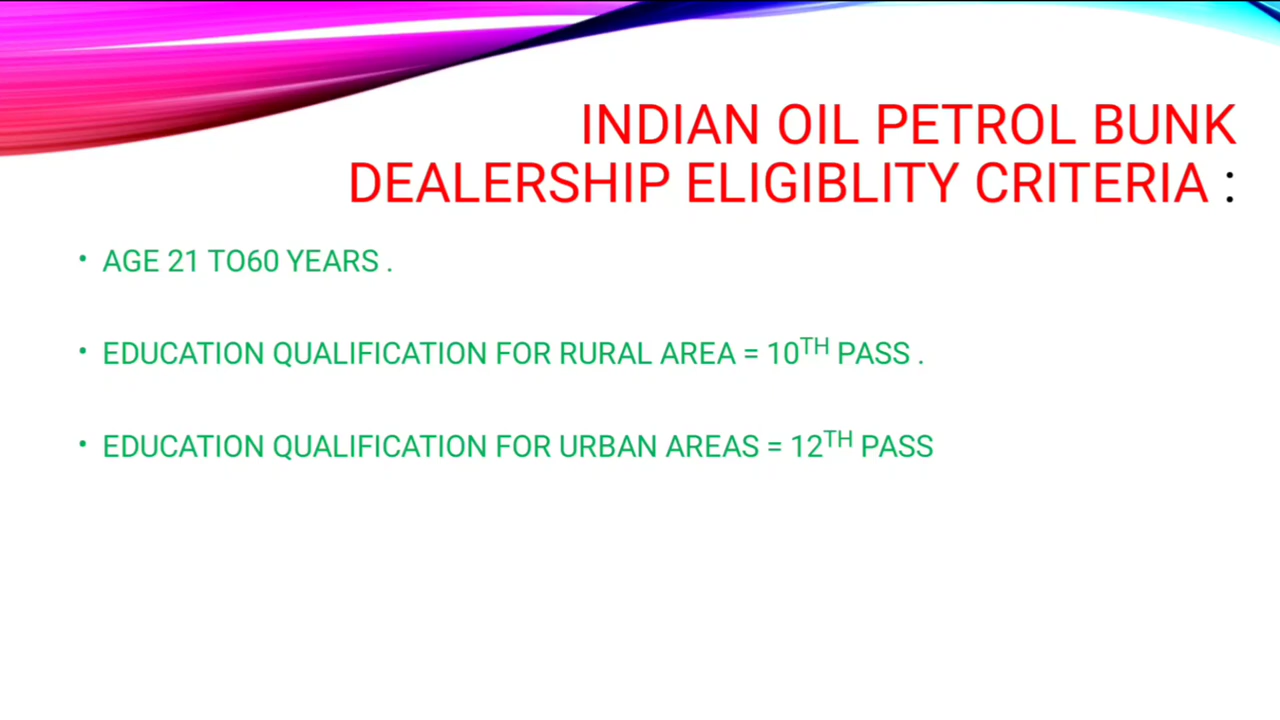 INDIAN OIL PETROL BUNK
DEALERSHIP ELIGIBLITY CRITERIA :
• AGE 21 TO60 YEARS .
• EDUCATION QUALIFICATION FOR RURAL AREA = 10TH PASS .
• EDUCATION QUALIFICATION FOR URBAN AREAS = 12TH PASS